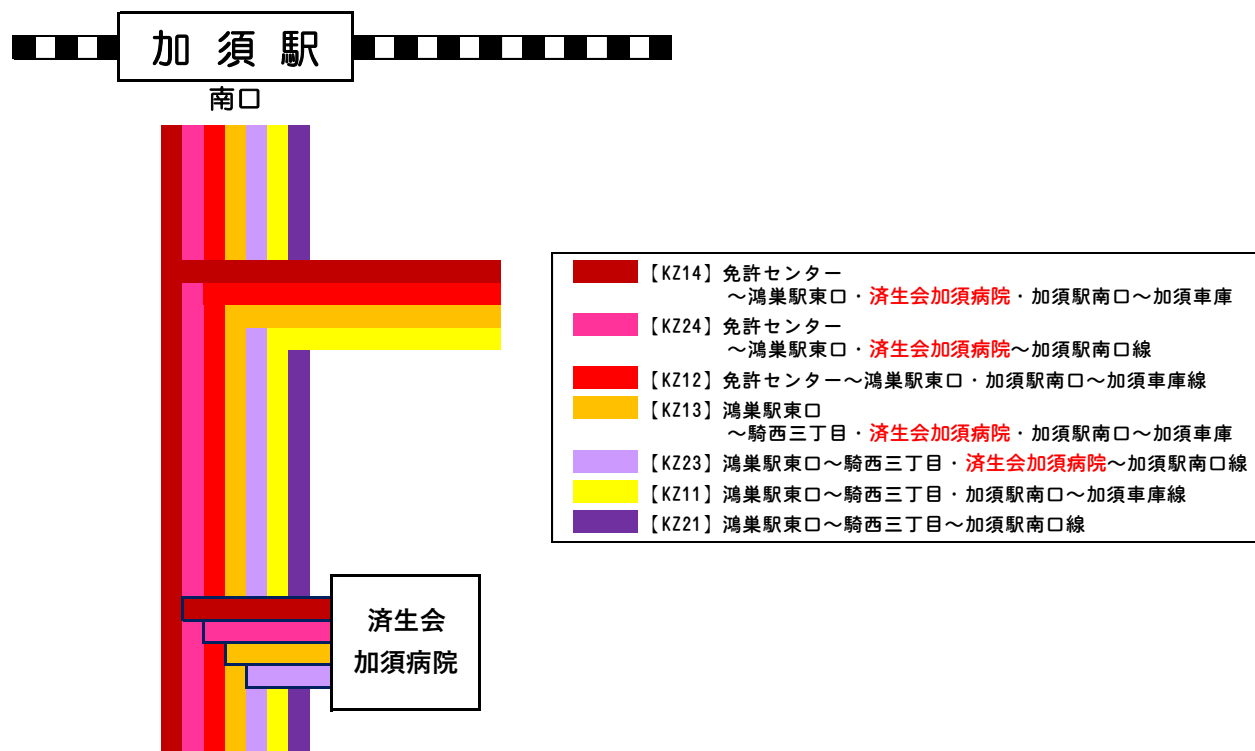 加須駅
南口
【KZ14】免許センター
～鴻巣駅東口・済生会加須病院・加須駅南口～加須車庫
【KZ24】免許センター
～鴻巣駅東口・済生会加須病院～加須駅南口線
【KZ12】免許センター～鴻巣駅東口・加須駅南口～加須車庫線
【KZ13】鴻巣駅東口
～騎西三丁目・済生会加須病院・加須駅南口～加須車庫
【KZ23】鴻巣駅東口～騎西三丁目・済生会加須病院～加須駅南口線
【KZ11】鴻巣駅東口～騎西三丁目・加須駅南口～加須車庫線
【KZ21】鴻巣駅東口～騎西三丁目～加須駅南口線
済生会
加須病院